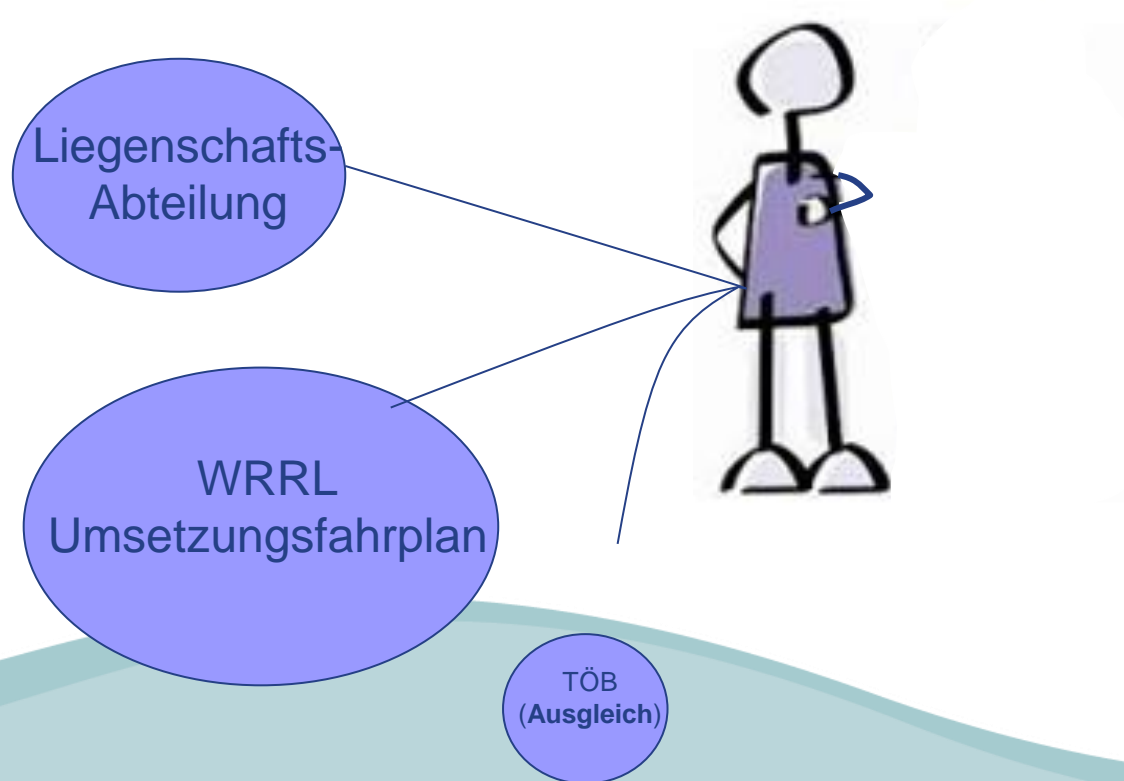 Liegenschafts-
Abteilung
WRRL
Umsetzungsfahrplan
TÖB
(Ausgleich)